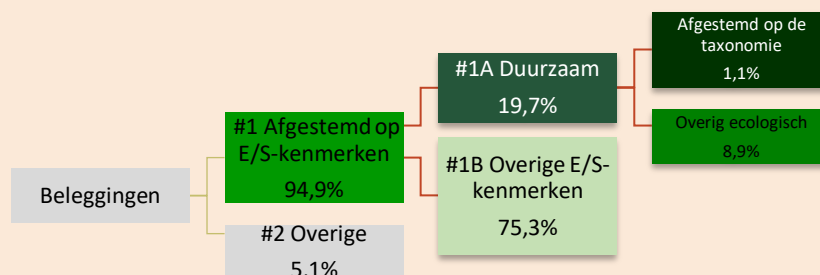 Beleggingen
#1 Afgestemd op
E/S-kenmerken
94,9%
#2 Overige
5,1%
#1A Duurzaam
19,7%
#1B Overige E/S-
kenmerken
75,3%
Afgestemd op de
taxonomie
1,1%
Overig ecologisch
8,9%